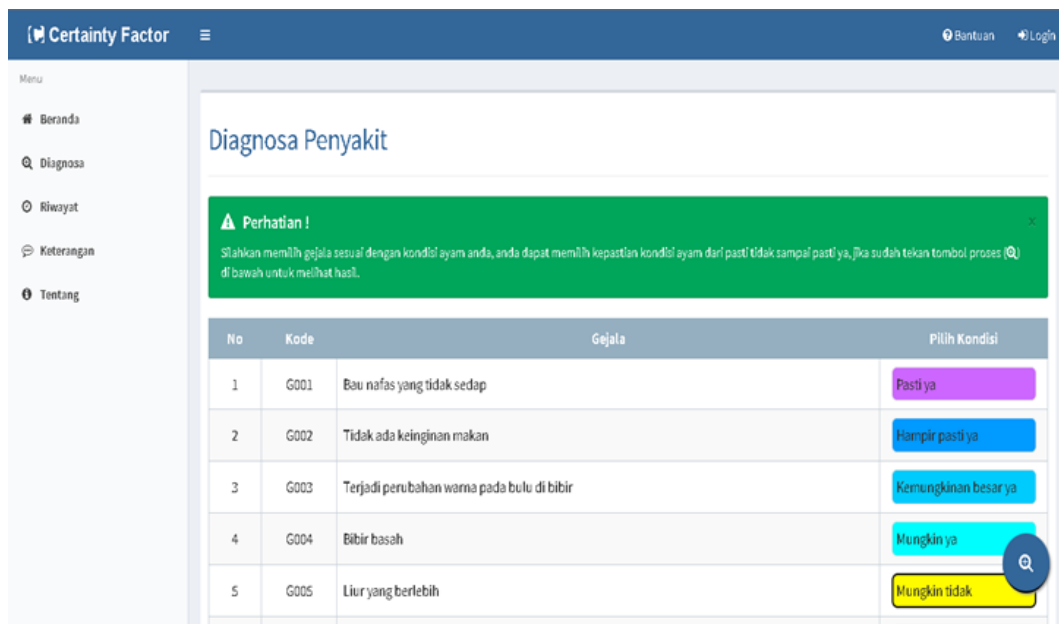 Certainty Factor
Bantuan Login
Menu
Beranda
Diagnosa
Riwayat
Keterangan
Tentang
Diagnosa Penyakit
Perhatian !
Silahkan memilih gejala sesuai dengan kondisi ayam anda, anda dapat memilih kepastian kondisi ayam dari pasti tidak sampai pasti ya, jika sudah tekan tombol proses ()
di bawah untuk melihat hasil.
No Kode Gejala Pilih Kondisi
1 G001 Bau nafas yang tidak sedap Pasti ya
2 G002 Tidak ada keinginan makan Hampir pasti ya
3 G003 Terjadi perubahan warna pada bulu di bibir Kemungkinan besar ya
4 G004 Bibir basah Mungkin ya
5 G005 Liur yang berlebih Mungkin tidak